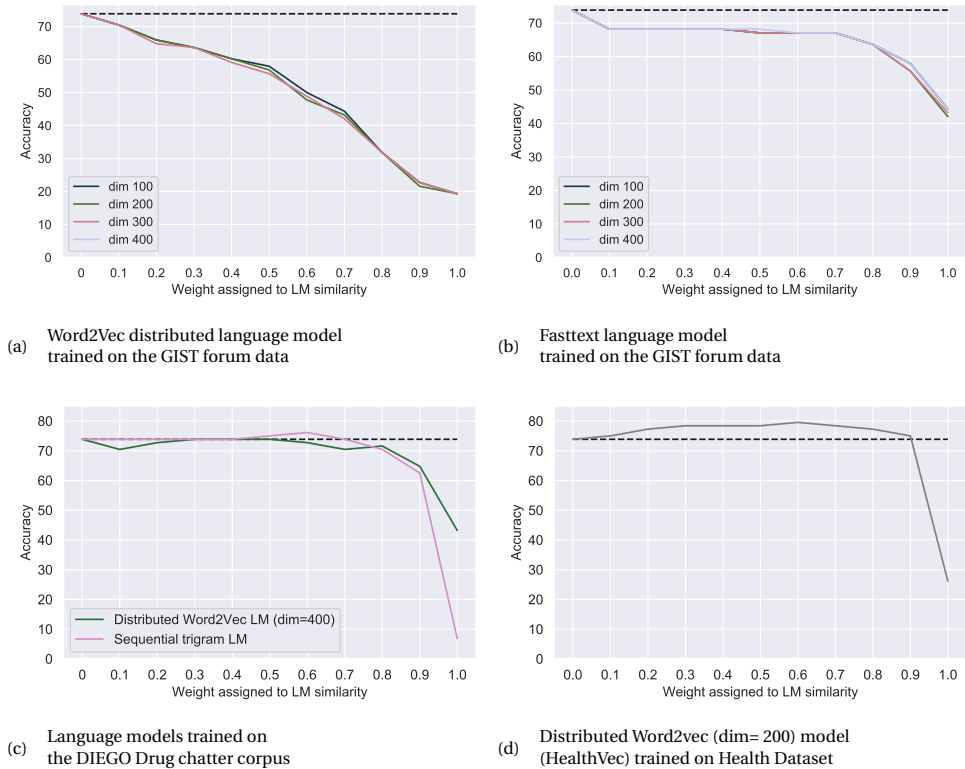 70
60
50
40
30
20
10
0
Accuracy
dim 100
dim 200
dim 300
dim 400
0 0.1 0.2 0.3 0.4 0.5 0.6 0.7 0.8 0.9 1.0
Weight assigned to LM similarity
(a) Word2Vec distributed language model
trained on the GIST forum data
70
60
50
40
30
20
10
0
Accuracy
dim 100
dim 200
dim 300
dim 400
0.0 0.1 0.2 0.3 0.4 0.5 0.6 0.7 0.8 0.9 1.0
Weight assigned to LM similarity
(b) Fasttext language model
trained on the GIST forum data
80
70
60
50
40
30
20
10
0
Accuracy
Distributed Word2Vec LM (dim=400)
Sequential trigram LM
0 0.1 0.2 0.3 0.4 0.5 0.6 0.7 0.8 0.9 1.0
Weight assigned to LM similarity
(c) Language models trained on
the DIEGO Drug chatter corpus
80
70
60
50
40
30
20
10
0
Accuracy
0.0 0.1 0.2 0.3 0.4 0.5 0.6 0.7 0.8 0.9 1.0
Weight assigned to LM similarity
(d) Distributed Word2vec (dim= 200) model
(HealthVec) trained on Health Dataset